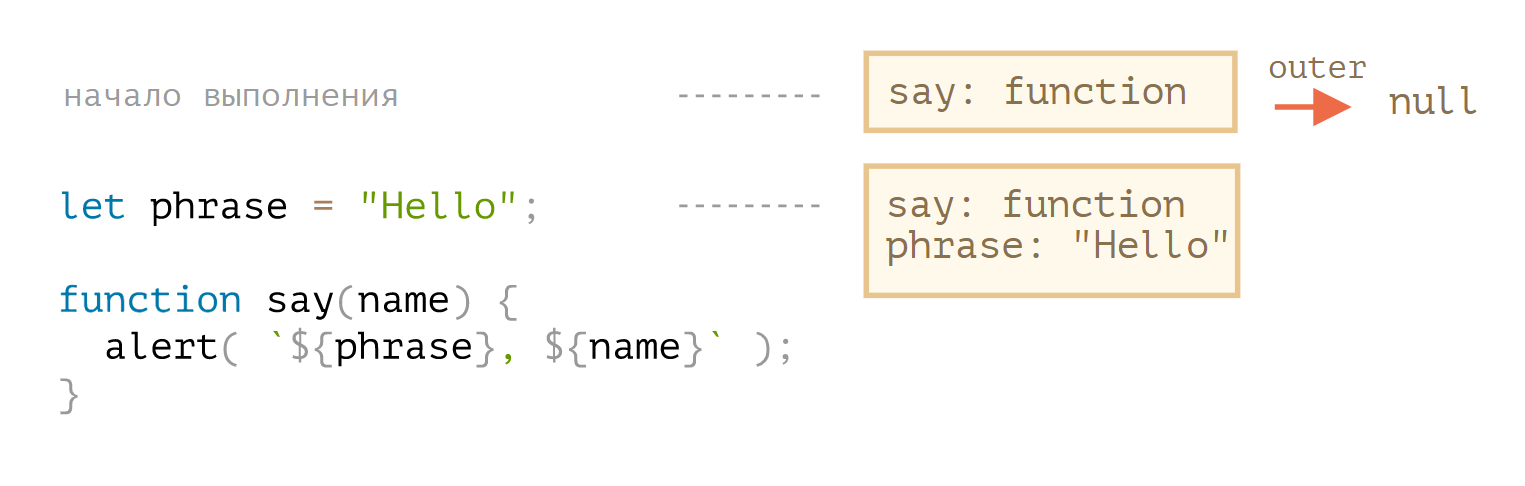 начало выполнения --------- say: function outer null
let phrase = "Hello"; --------- say: function
phrase: "Hello"
function say(name) {
  alert( `${phrase}, ${name}` );
}